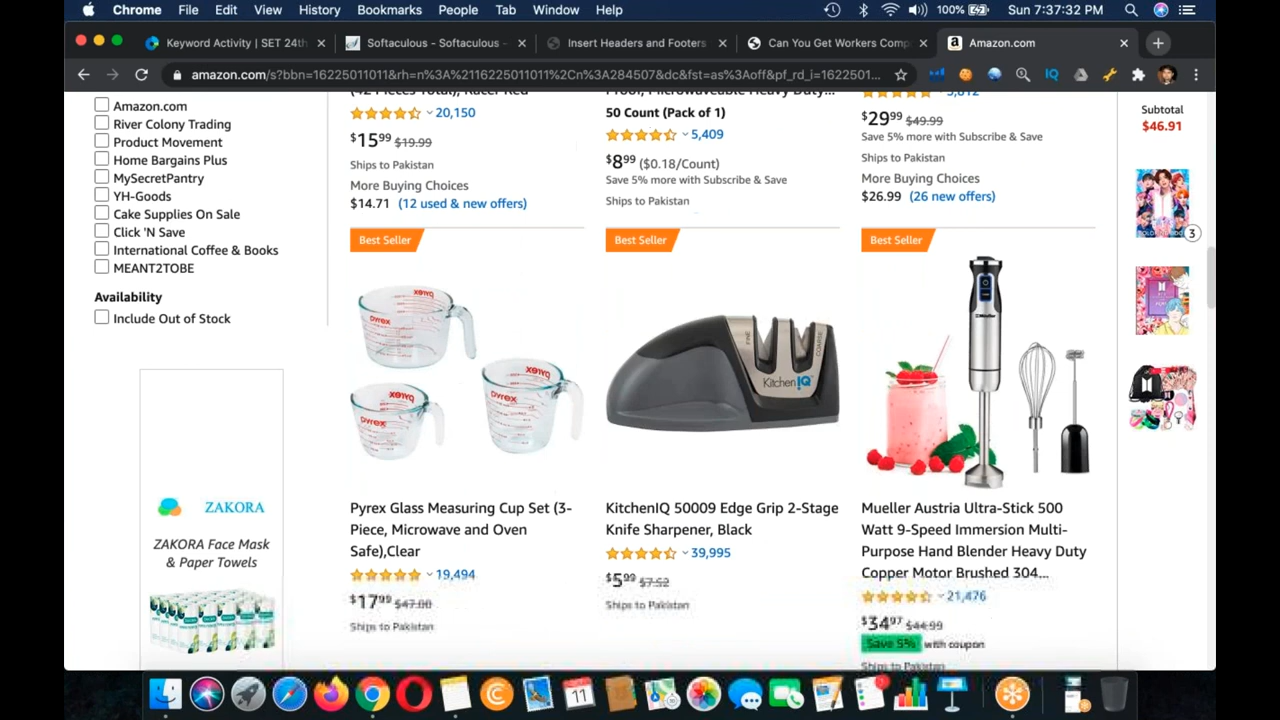 Chrome File Edit View History Bookmarks People Tab Window Help 100% Sun 7:37:32 PM
Keyword Activity | SET 24th Softaculous - Softaculous - Insert Headers and Footers Can You Get Workers Comp Amazon.com
amazon.com/s?bbn=16225011011&rh=n%3A%2116225011011%2Cn%3A284507&dc&fst=as%3Aoff&pf_rd_i=1622501...
Amazon.com
River Colony Trading
Product Movement
Home Bargains Plus
MySecretPantry
YH-Goods
Cake Supplies On Sale
Click 'N Save
International Coffee & Books
MEANT2TOBE
Availability
Include Out of Stock
ZAKORA
ZAKORA Face Mask
& Paper Towels
20,150
$15.99 $19.99
Ships to Pakistan
More Buying Choices
$14.71 (12 used & new offers)
50 Count (Pack of 1)
5,409
$8.99 ($0.18/Count)
Save 5% more with Subscribe & Save
Ships to Pakistan
$29.99 $49.99
Save 5% more with Subscribe & Save
Ships to Pakistan
More Buying Choices
$26.99 (26 new offers)
Subtotal
$46.91
3
Best Seller
PYREX
Pyrex Glass Measuring Cup Set (3-
Piece, Microwave and Oven
Safe),Clear
19,494
$17.99 $47.00
Ships to Pakistan
Best Seller
FINE
COARSE
Kitchen IQ
KitchenIQ 50009 Edge Grip 2-Stage
Knife Sharpener, Black
39,995
$5.99 $7.52
Ships to Pakistan
Best Seller
Mueller
Mueller Austria Ultra-Stick 500
Watt 9-Speed Immersion Multi-
Purpose Hand Blender Heavy Duty
Copper Motor Brushed 304...
21,476
$34.97 $44.99
Save 5% with coupon
Ships to Pakistan
11